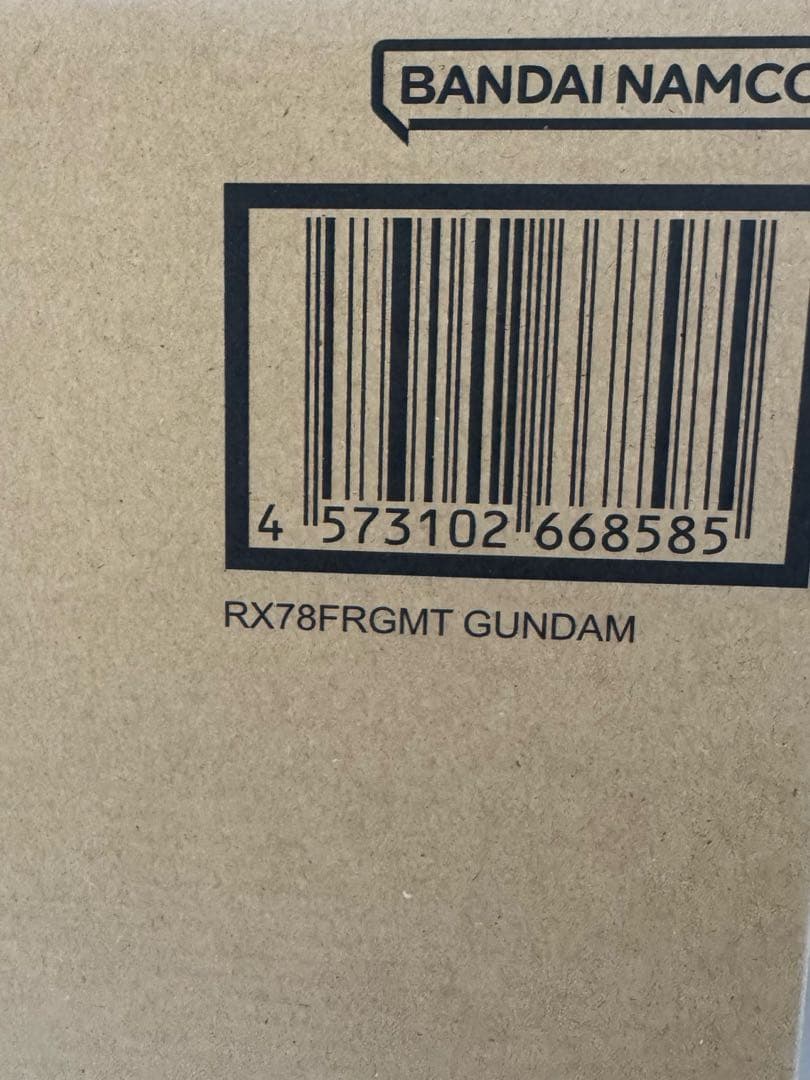 BANDAI NAMCO
4 573102 668585
RX78FRGMT GUNDAM